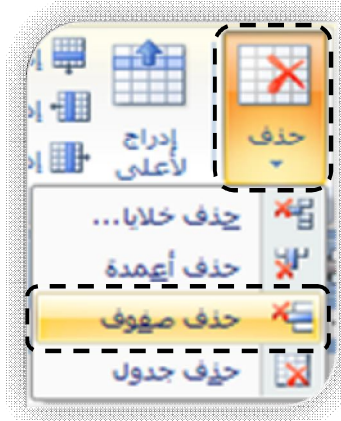 حذف
إدراج
لأعلى
حذف خلايا...
حذف أعمدة
حذف صفوف
حذف جدول